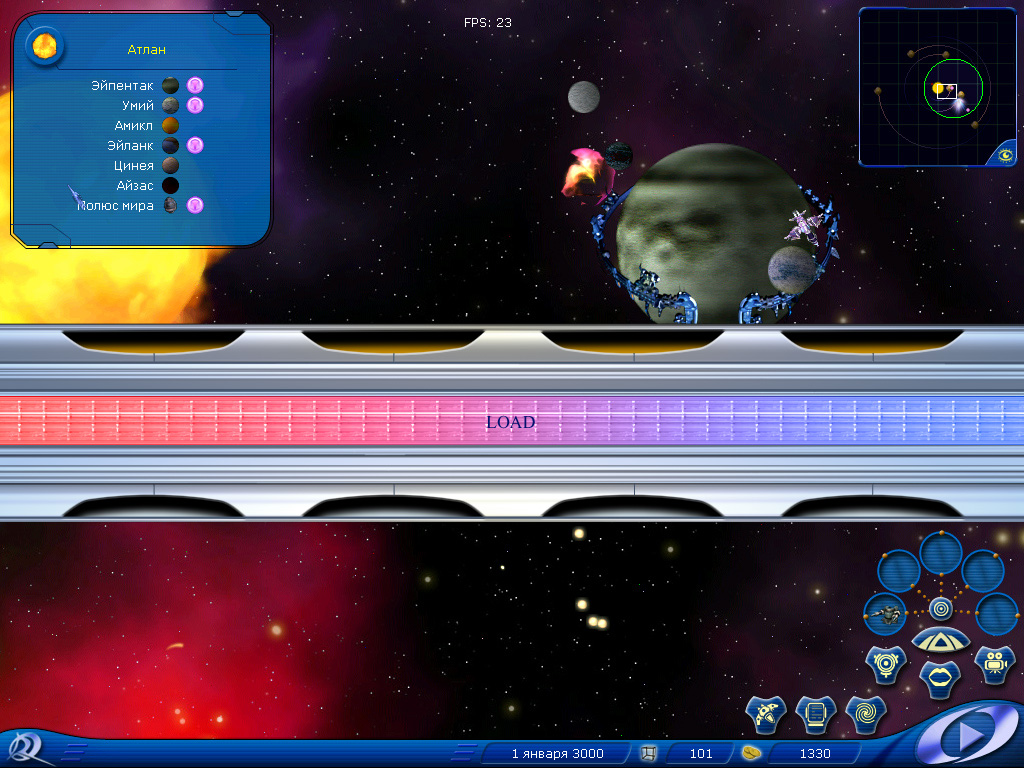 FPS: 23
Атлан
Эйпентак
Умий
Амикл
Эйланк
Цинея
Айзас
Полюс мира
LOAD
1 января 3000
101
1330